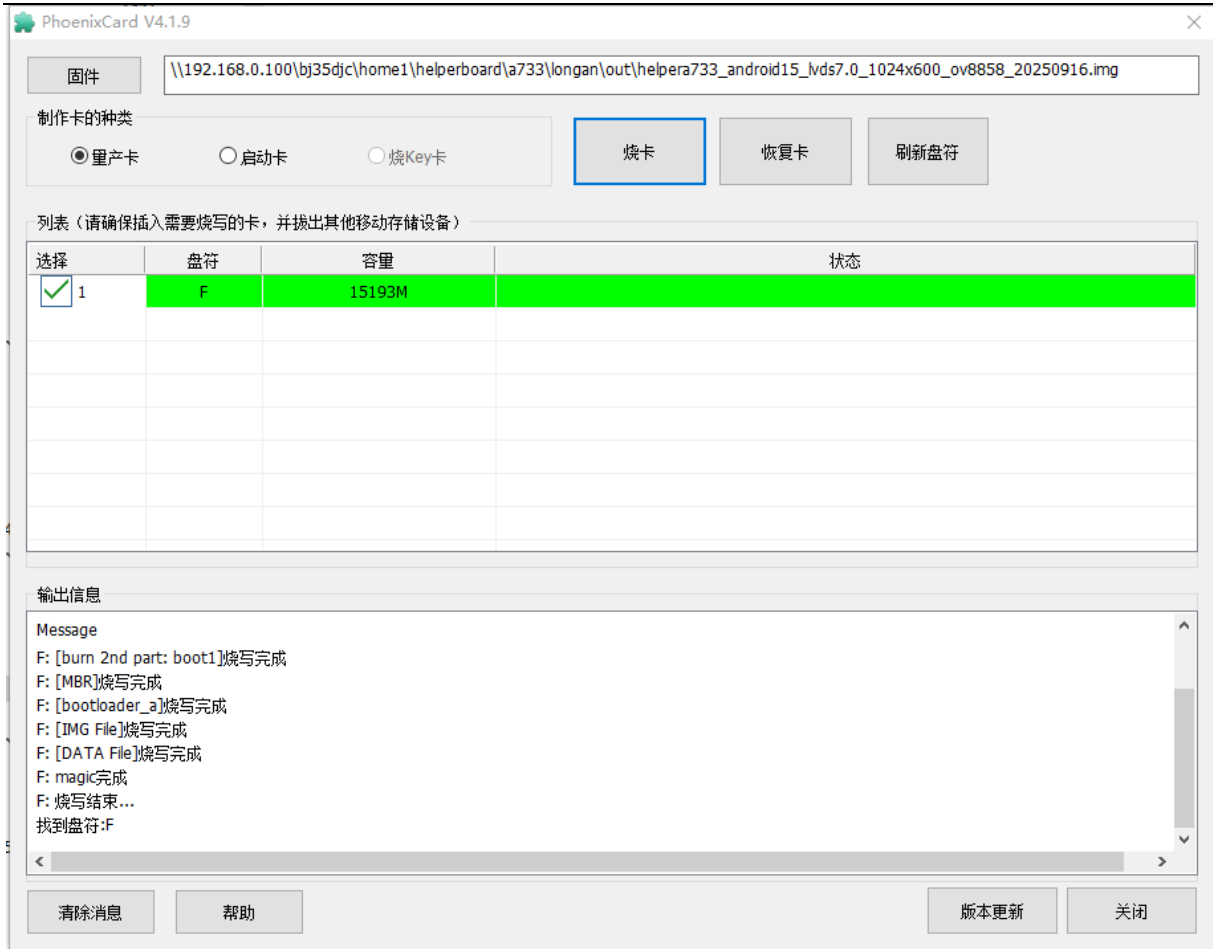 PhoenixCard V4.1.9
固件
\\192.168.0.100\bj35djc\home1\helperboard\a733\longan\out\helpera733_android15_lvds7.0_1024x600_ov8858_20250916.img
制作卡的种类
量产卡 启动卡 烧Key卡
烧卡 恢复卡 刷新盘符
列表（请确保插入需要烧写的卡，并拔出其他移动存储设备）
选择 盘符 容量 状态
1 F 15193M
输出信息
Message
F: [burn 2nd part: boot1]烧写完成
F: [MBR]烧写完成
F: [bootloader_a]烧写完成
F: [IMG File]烧写完成
F: [DATA File]烧写完成
F: magic完成
F: 烧写结束...
找到盘符:F
清除消息 帮助 版本更新 关闭